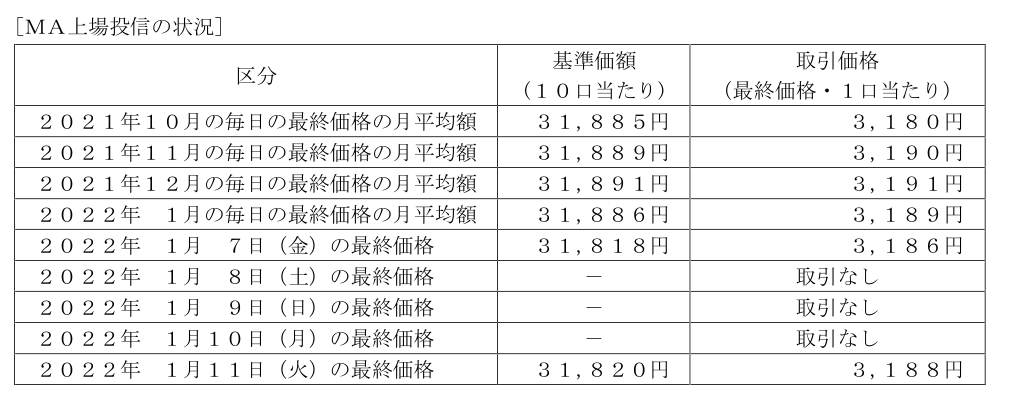 ［ＭＡ上場投信の状況］
区分　基準価額　取引価格
（１０口当たり）　（最終価格・１口当たり）
２０２１年１０月の毎日の最終価格の月平均額　３１，８８５円　３，１８０円
２０２１年１１月の毎日の最終価格の月平均額　３１，８８９円　３，１９０円
２０２１年１２月の毎日の最終価格の月平均額　３１，８９１円　３，１９１円
２０２２年　１月の毎日の最終価格の月平均額　３１，８８６円　３，１８９円
２０２２年　１月　７日（金）の最終価格　３１，８１８円　３，１８６円
２０２２年　１月　８日（土）の最終価格　－　取引なし
２０２２年　１月　９日（日）の最終価格　－　取引なし
２０２２年　１月１０日（月）の最終価格　－　取引なし
２０２２年　１月１１日（火）の最終価格　３１，８２０円　３，１８８円